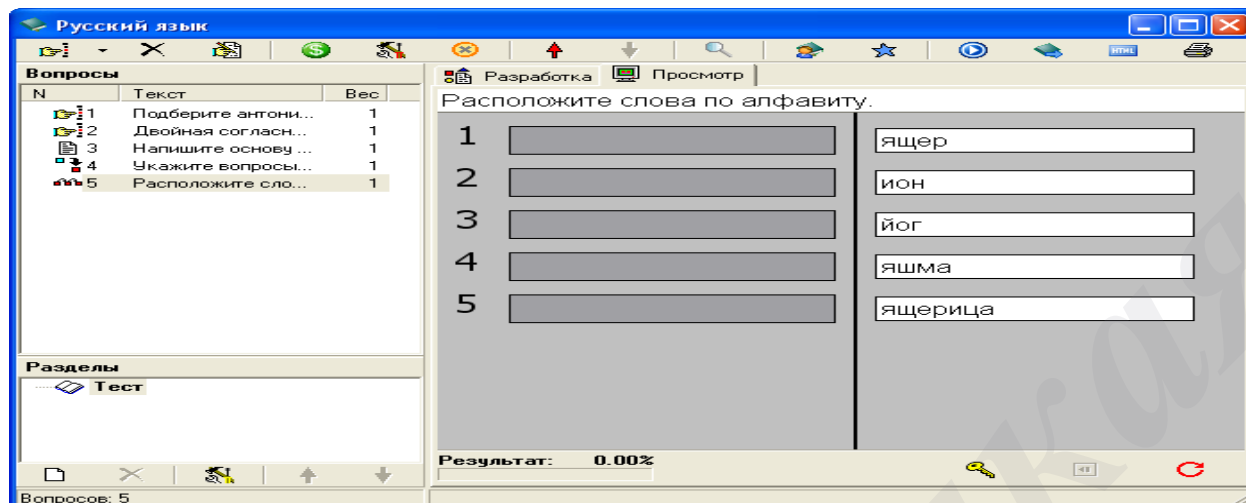 Русский язык
HTML
Вопросы
N Текст Вес
1 Подберите антони... 1
2 Двойная согласн... 1
3 Напишите основу ... 1
4 Укажите вопросы... 1
5 Расположите сло... 1
Разделы
Тест
Вопросов: 5
Разработка Просмотр
Расположите слова по алфавиту.
1 ящер
2 ион
3 йог
4 яшма
5 ящерица
Результат: 0.00%